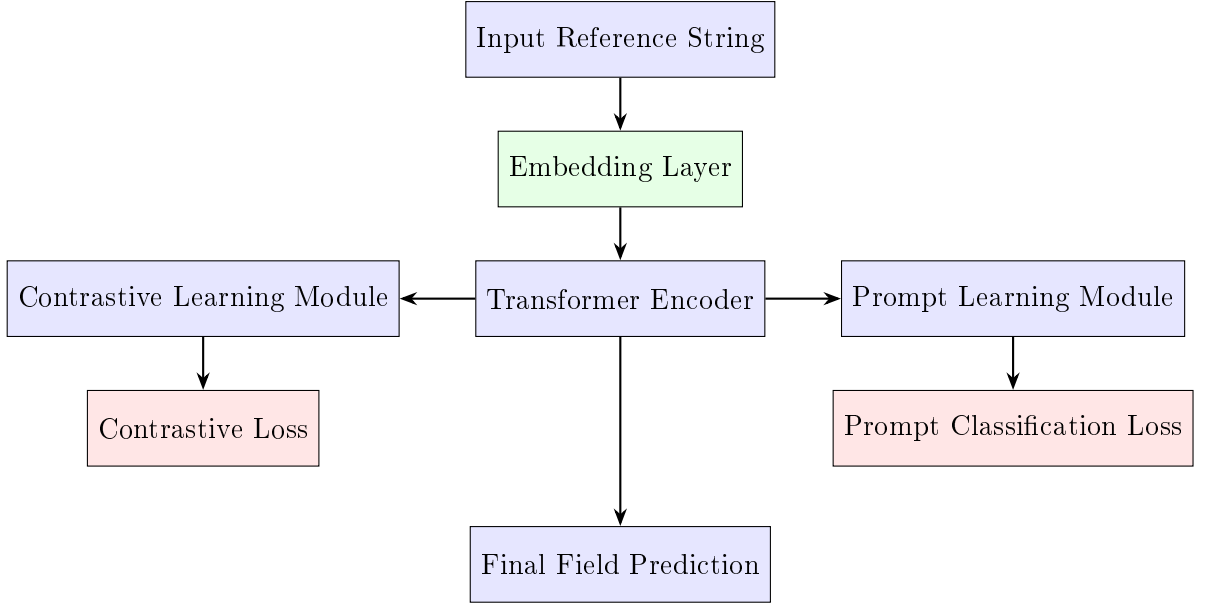 Input Reference String
Embedding Layer
Contrastive Learning Module
Transformer Encoder
Prompt Learning Module
Contrastive Loss
Prompt Classification Loss
Final Field Prediction